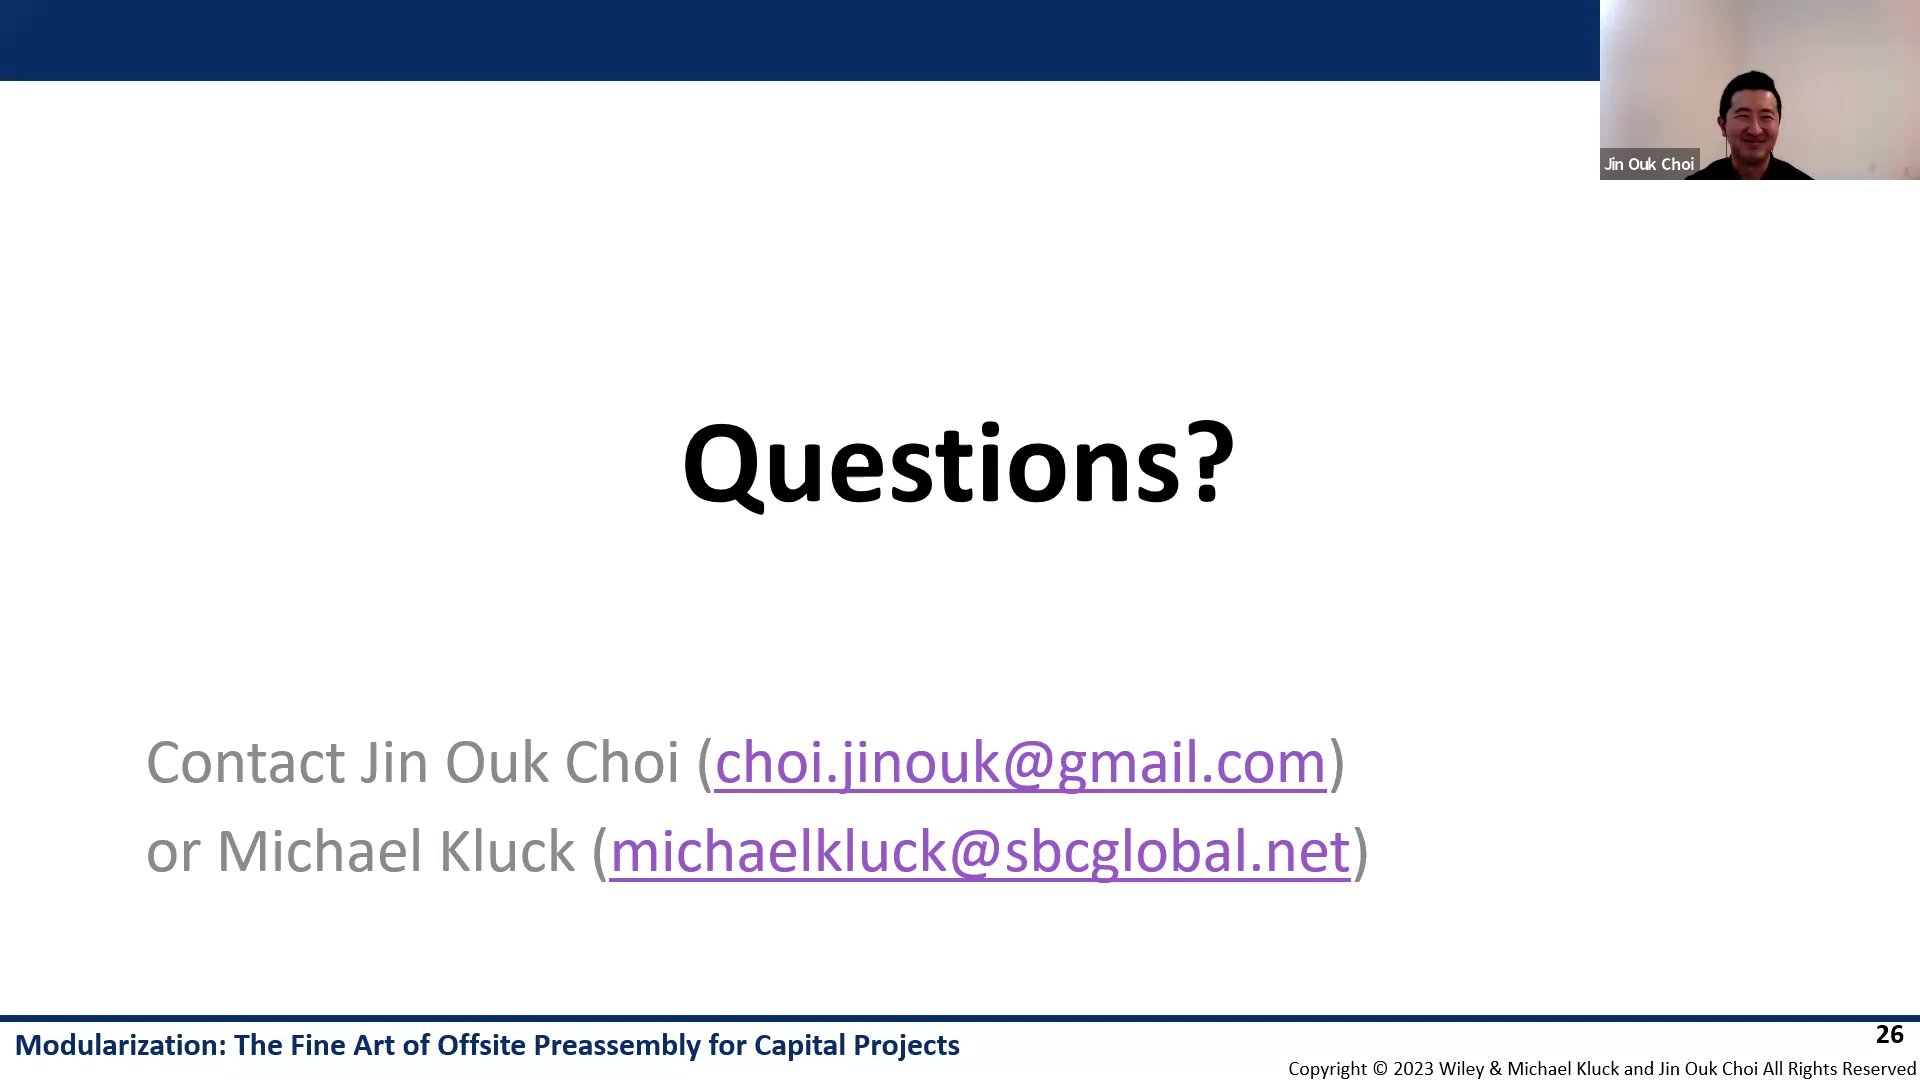 Jin Ouk Choi
Questions?
Contact Jin Ouk Choi (choi.jinouk@gmail.com)
or Michael Kluck (michaelkluck@sbcglobal.net)
Modularization: The Fine Art of Offsite Preassembly for Capital Projects
26
Copyright © 2023 Wiley & Michael Kluck and Jin Ouk Choi All Rights Reserved